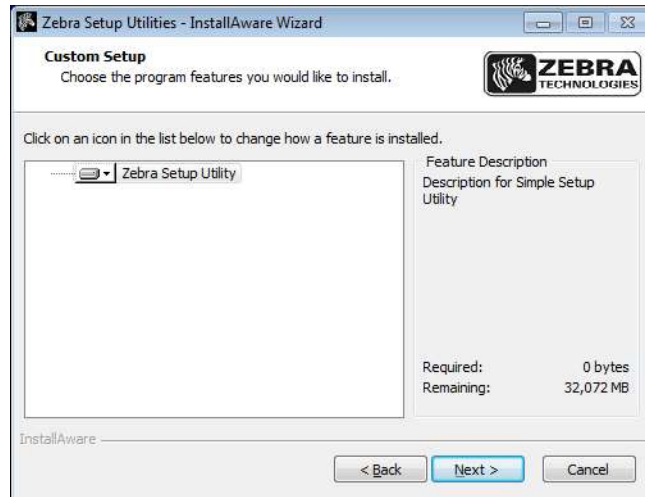 Zebra Setup Utilities - InstallAware Wizard
Custom Setup
Choose the program features you would like to install.
ZEBRA
TECHNOLOGIES
Click on an icon in the list below to change how a feature is installed.
Zebra Setup Utility
Feature Description
Description for Simple Setup
Utility
Required: 0 bytes
Remaining: 32,072 MB
InstallAware
< Back Next > Cancel